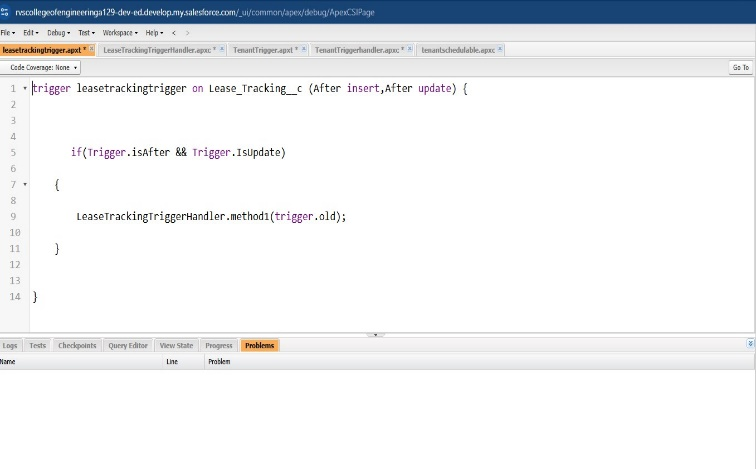 rvscollegeofengineeringa129-dev-ed.develop.my.salesforce.com/_ui/common/apex/debug/ApexCSIPage
File Edit Debug Test Workspace Help < >
leasetrackingtrigger.apxt * LeaseTrackingTriggerHandler.apxc * TenantTrigger.apxt * TenantTriggerhandler.apxc * tenantschedulable.apxc
Code Coverage: None Go To
1 trigger leasetrackingtrigger on Lease_Tracking__c (After insert,After update) {
2
3
4
5 if(Trigger.isAfter && Trigger.IsUpdate)
6
7 {
8
9 LeaseTrackingTriggerHandler.method1(trigger.old);
10
11 }
12
13
14 }
Logs Tests Checkpoints Query Editor View State Progress Problems
Name Line Problem